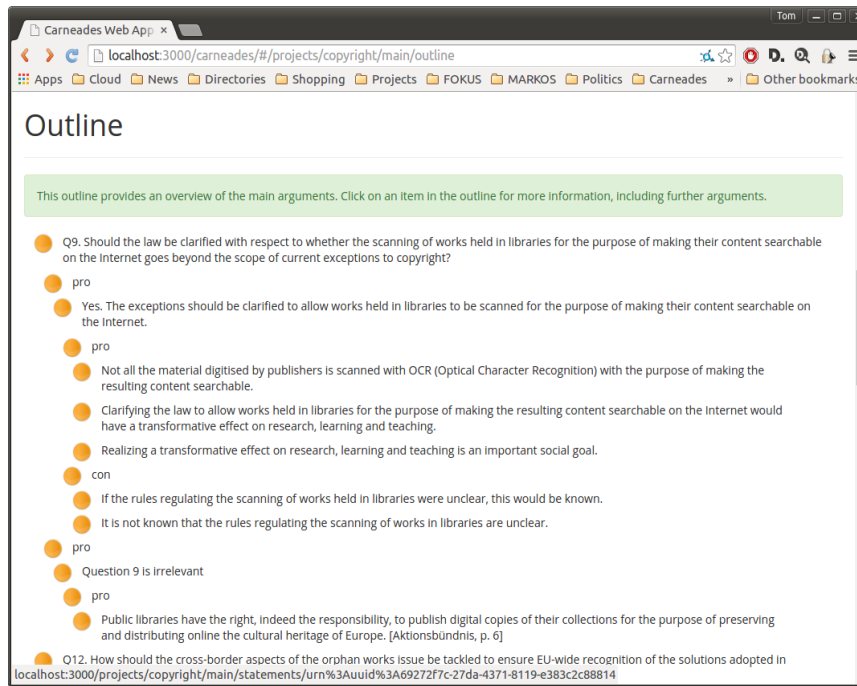 Tom
Carneades Web App ×
localhost:3000/carneades/#/projects/copyright/main/outline
D.
Apps Cloud News Directories Shopping Projects FOKUS MARKOS Politics Carneades » Other bookmarks
Outline
This outline provides an overview of the main arguments. Click on an item in the outline for more information, including further arguments.
Q9. Should the law be clarified with respect to whether the scanning of works held in libraries for the purpose of making their content searchable
on the Internet goes beyond the scope of current exceptions to copyright?
pro
Yes. The exceptions should be clarified to allow works held in libraries to be scanned for the purpose of making their content searchable on
the Internet.
pro
Not all the material digitised by publishers is scanned with OCR (Optical Character Recognition) with the purpose of making the
resulting content searchable.
Clarifying the law to allow works held in libraries for the purpose of making the resulting content searchable on the Internet would
have a transformative effect on research, learning and teaching.
Realizing a transformative effect on research, learning and teaching is an important social goal.
con
If the rules regulating the scanning of works held in libraries were unclear, this would be known.
It is not known that the rules regulating the scanning of works in libraries are unclear.
pro
Question 9 is irrelevant
pro
Public libraries have the right, indeed the responsibility, to publish digital copies of their collections for the purpose of preserving
and distributing online the cultural heritage of Europe. [Aktionsbündnis, p. 6]
Q12. How should the cross-border aspects of the orphan works issue be tackled to ensure EU-wide recognition of the solutions adopted in
localhost:3000/projects/copyright/main/statements/urn%3Auuid%3A69272f7c-27da-4371-8119-e383c2c88814